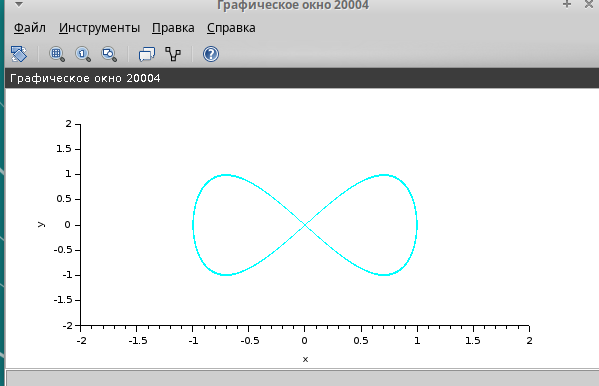 Графическое окно 20004
Файл Инструменты Правка Справка
Графическое окно 20004
2
1.5
1
0.5
y 0
-0.5
-1
-1.5
-2
-2 -1.5 -1 -0.5 0 0.5 1 1.5 2
x